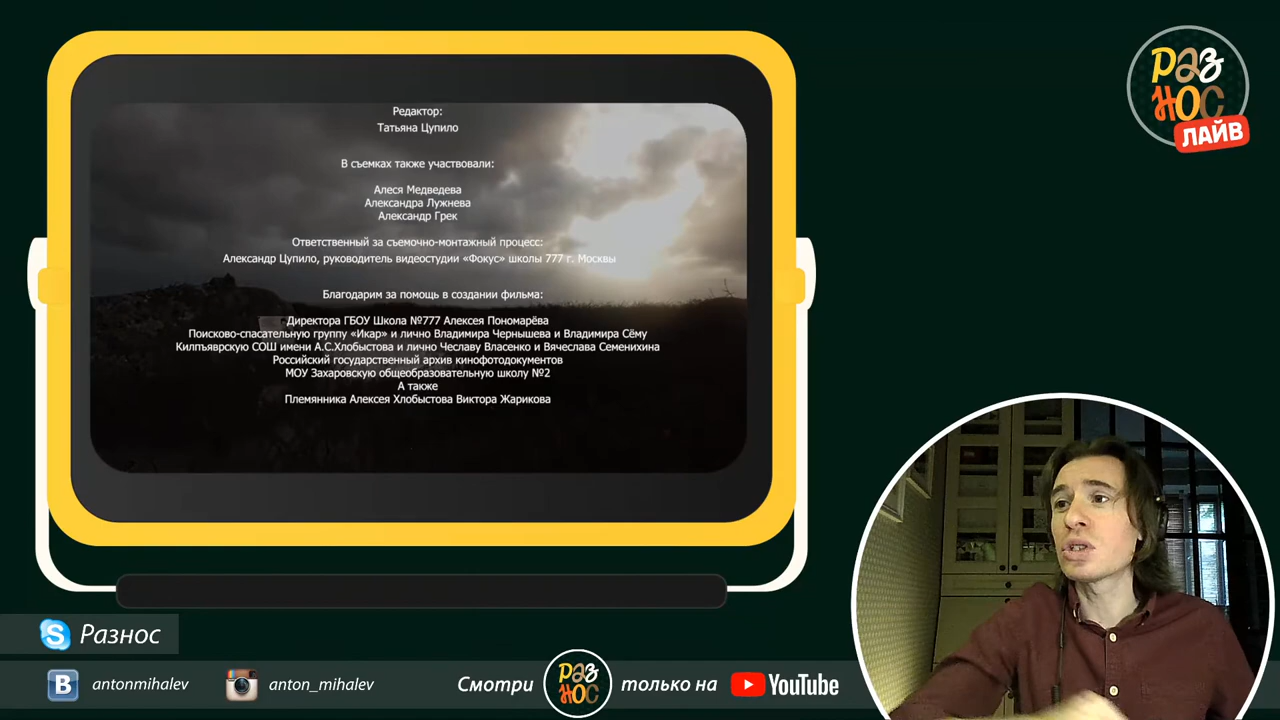 Редактор:
Татьяна Цупило
В съемках также участвовали:
Алеся Медведева
Александра Лужнева
Александр Грек
Ответственный за съемочно-монтажный процесс:
Александр Цупило, руководитель видеостудии «Фокус» школы 777 г. Москвы
Благодарим за помощь в создании фильма:
Директора ГБОУ Школа №777 Алексея Пономарёва
Поисково-спасательную группу «Икар» и лично Владимира Чернышева и Владимира Сёму
Килпъяврскую СОШ имени А.С.Хлобыстова и лично Чеславу Власенко и Вячеслава Семенихина
Российский государственный архив кинофотодокументов
МОУ Захаровскую общеобразовательную школу №2
А также
Племянника Алексея Хлобыстова Виктора Жарикова
Раз
Нос
ЛАЙВ
S Разнос
B antonmihalev
anton_mihalev
Смотри Раз Нос только на YouTube